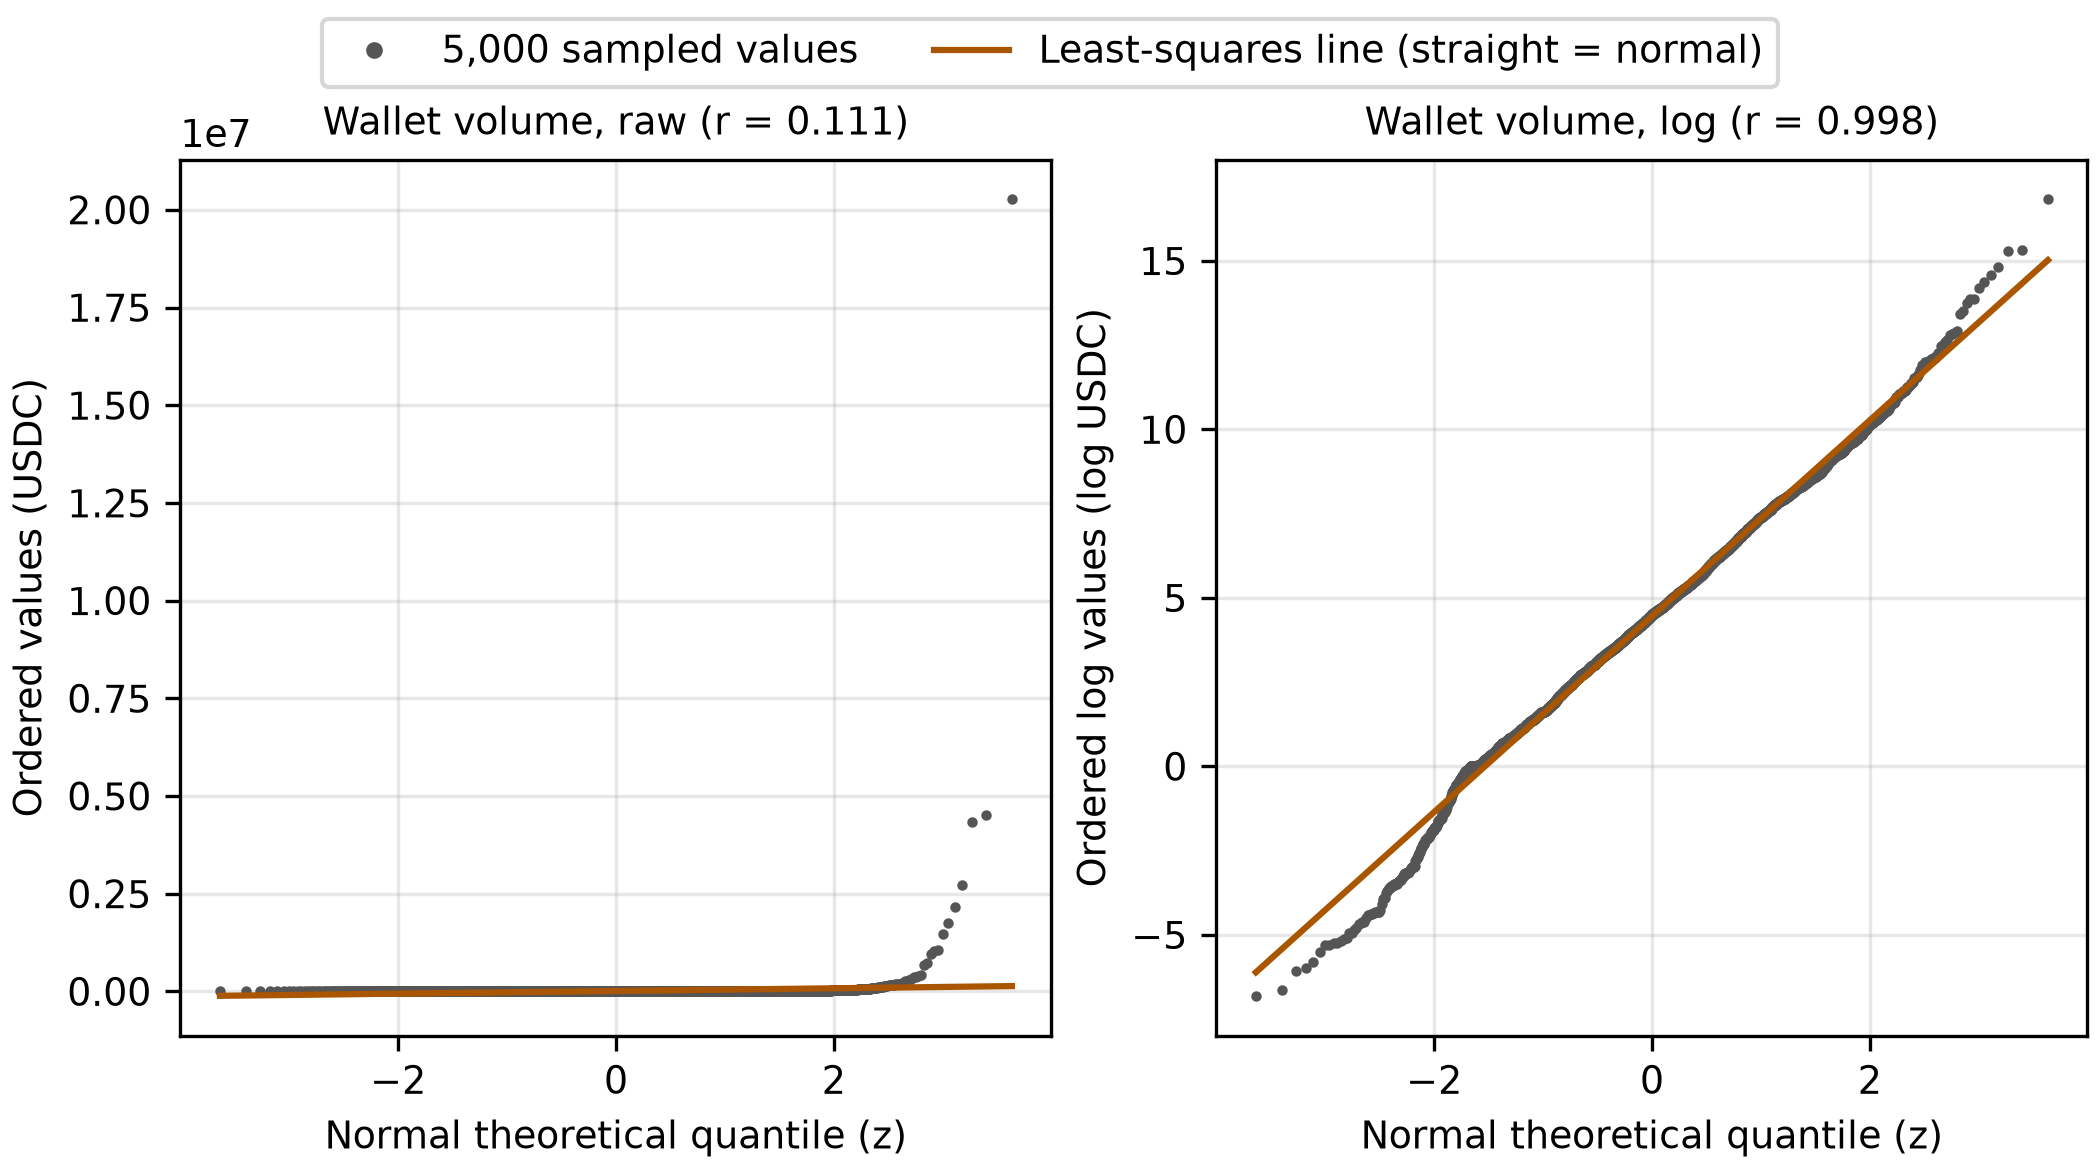 5,000 sampled values
Least-squares line (straight = normal)
Wallet volume, raw (r = 0.111)
1e7
Ordered values (USDC)
2.00
1.75
1.50
1.25
1.00
0.75
0.50
0.25
0.00
−2
0
2
Normal theoretical quantile (z)
Wallet volume, log (r = 0.998)
Ordered log values (log USDC)
15
10
5
0
−5
−2
0
2
Normal theoretical quantile (z)